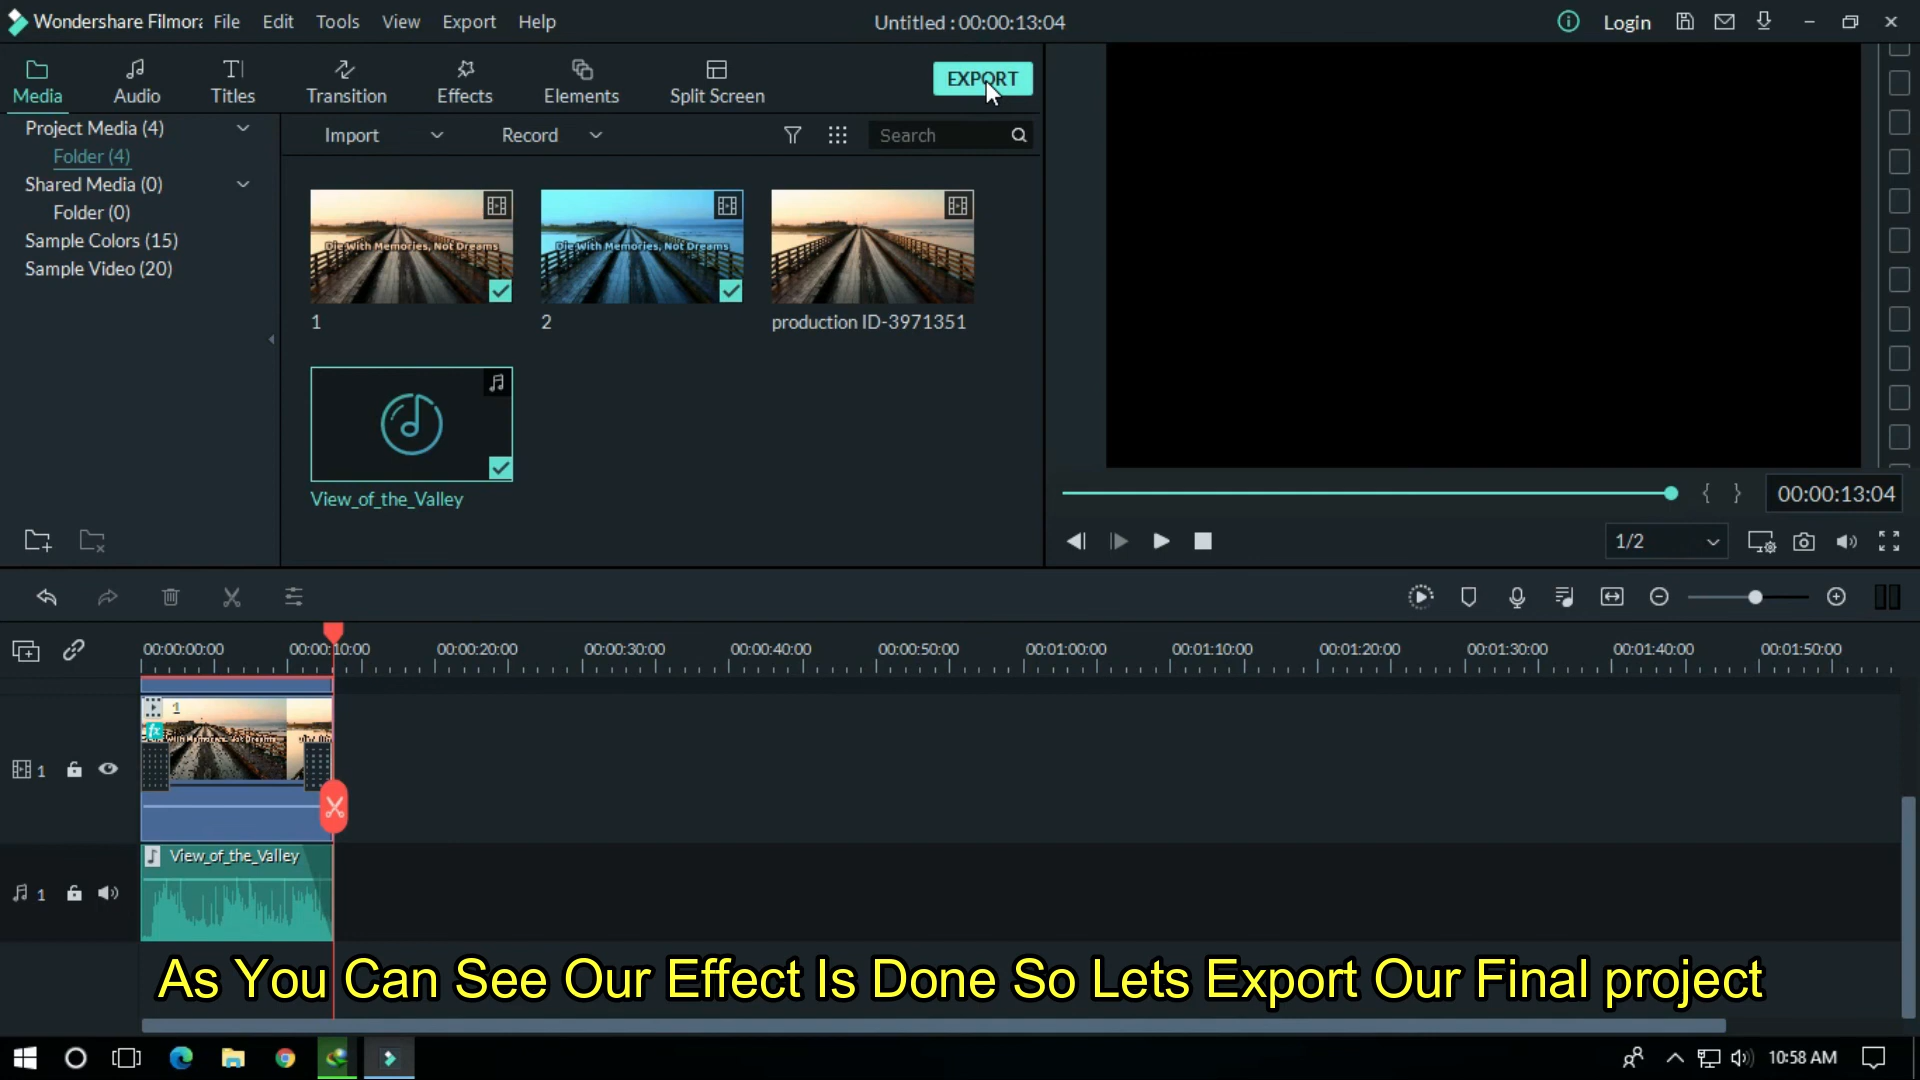 Wondershare Filmora File Edit Tools View Export Help Untitled : 00:00:13:04 Login
Media Audio Titles Transition Effects Elements Split Screen EXPORT
Project Media (4)
Folder (4)
Shared Media (0)
Folder (0)
Sample Colors (15)
Sample Video (20)
Import Record Search
Die With Memories, Not Dreams
Die With Memories, Not Dreams
1 2 production ID-3971351
View_of_the_Valley
00:00:13:04
1/2
00:00:00:00 00:00:10:00 00:00:20:00 00:00:30:00 00:00:40:00 00:00:50:00 00:01:00:00 00:01:10:00 00:01:20:00 00:01:30:00 00:01:40:00 00:01:50:00
1
fx
1
View_of_the_Valley
1
As You Can See Our Effect Is Done So Lets Export Our Final project
10:58 AM